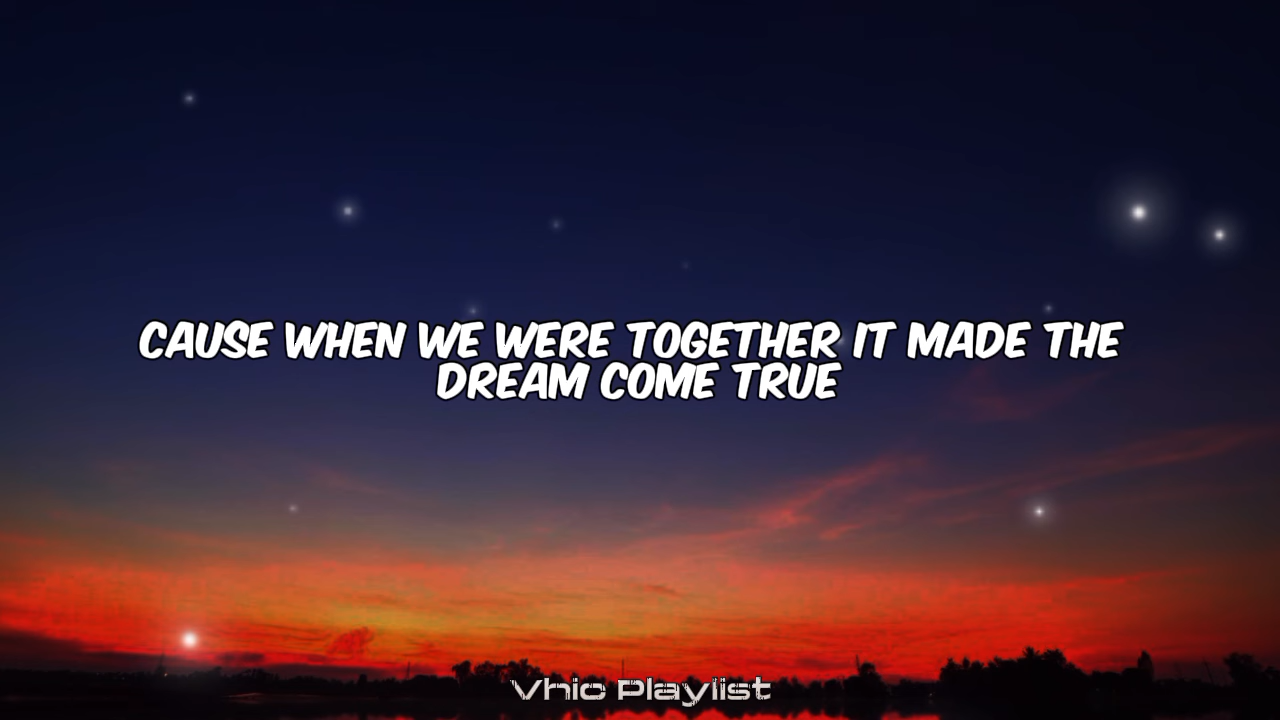 CAUSE WHEN WE WERE TOGETHER IT MADE THE
DREAM COME TRUE
Vhio Playlist